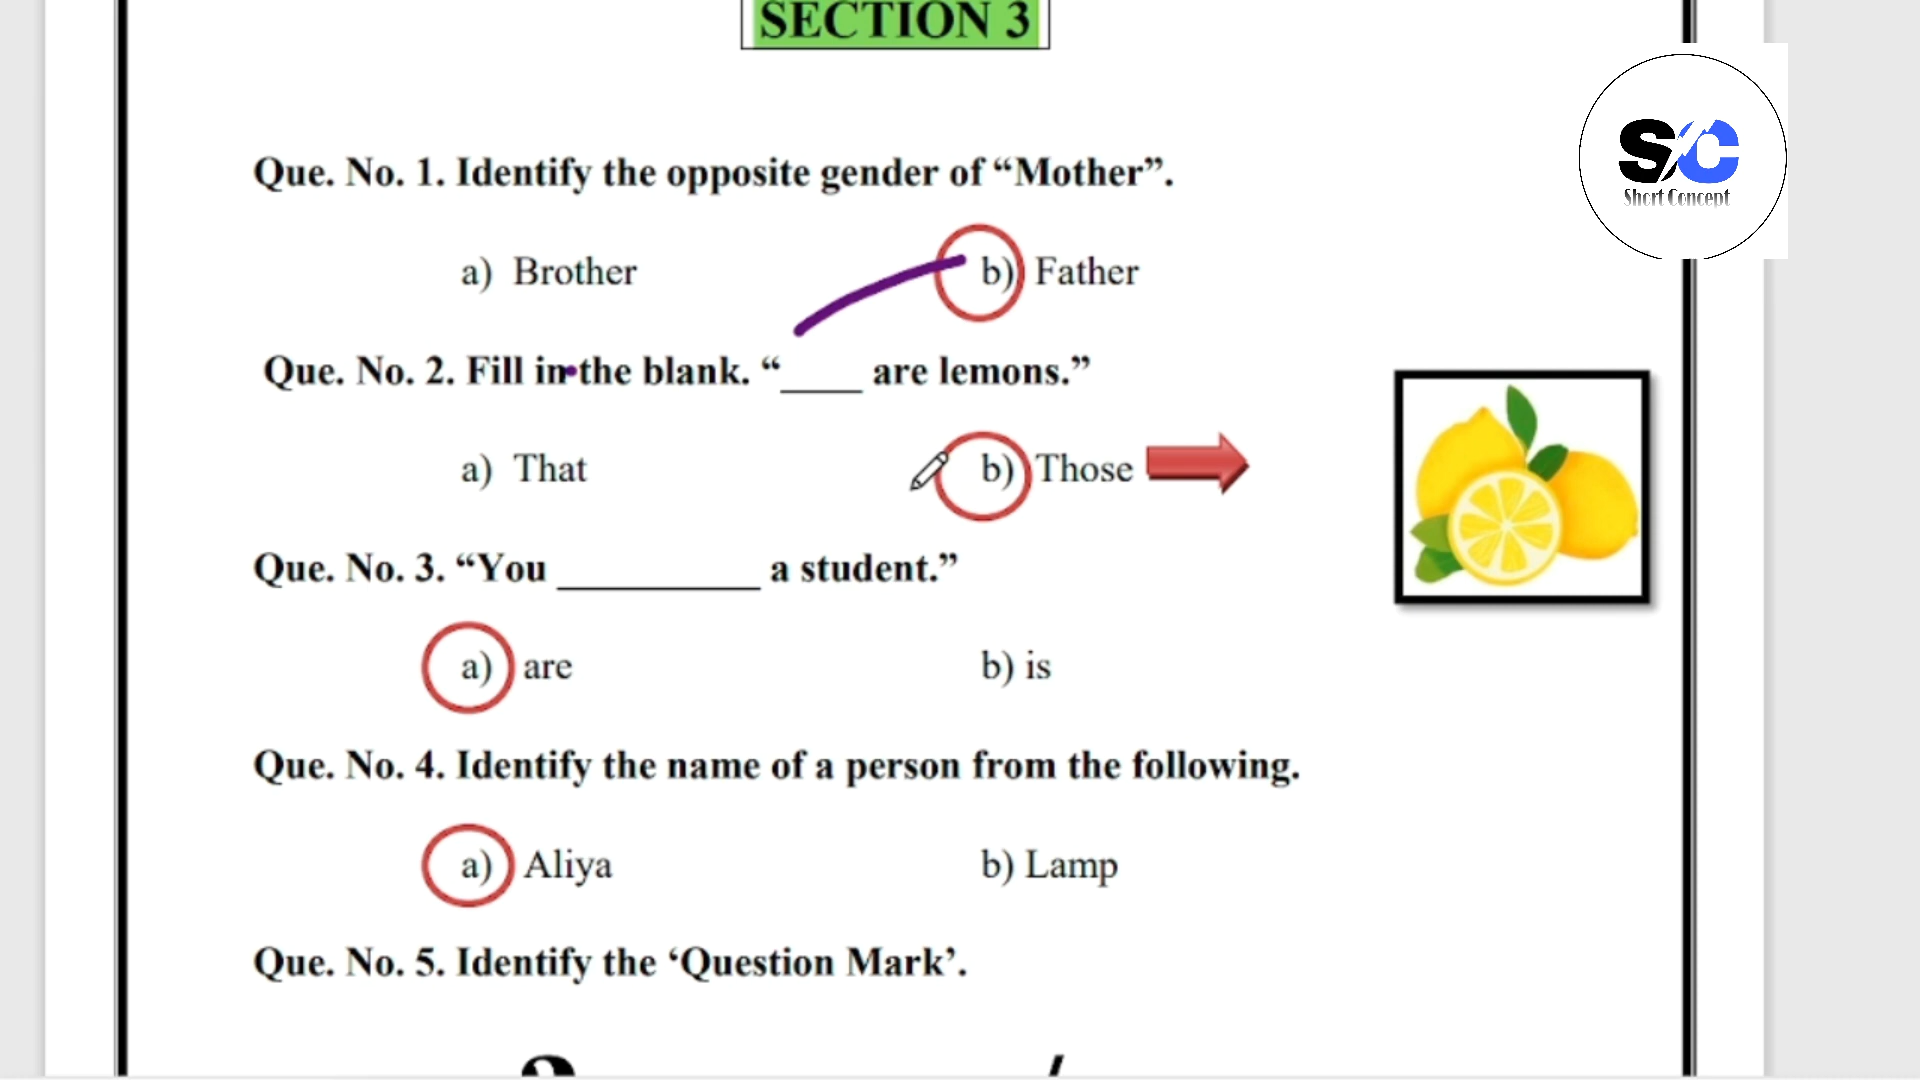 SECTION 3
Que. No. 1. Identify the opposite gender of “Mother”.
a) Brother b) Father
Que. No. 2. Fill in the blank. “____ are lemons.”
a) That b) Those
Que. No. 3. “You __________ a student.”
a) are b) is
Que. No. 4. Identify the name of a person from the following.
a) Aliya b) Lamp
Que. No. 5. Identify the ‘Question Mark’.
S/C
Short Concept